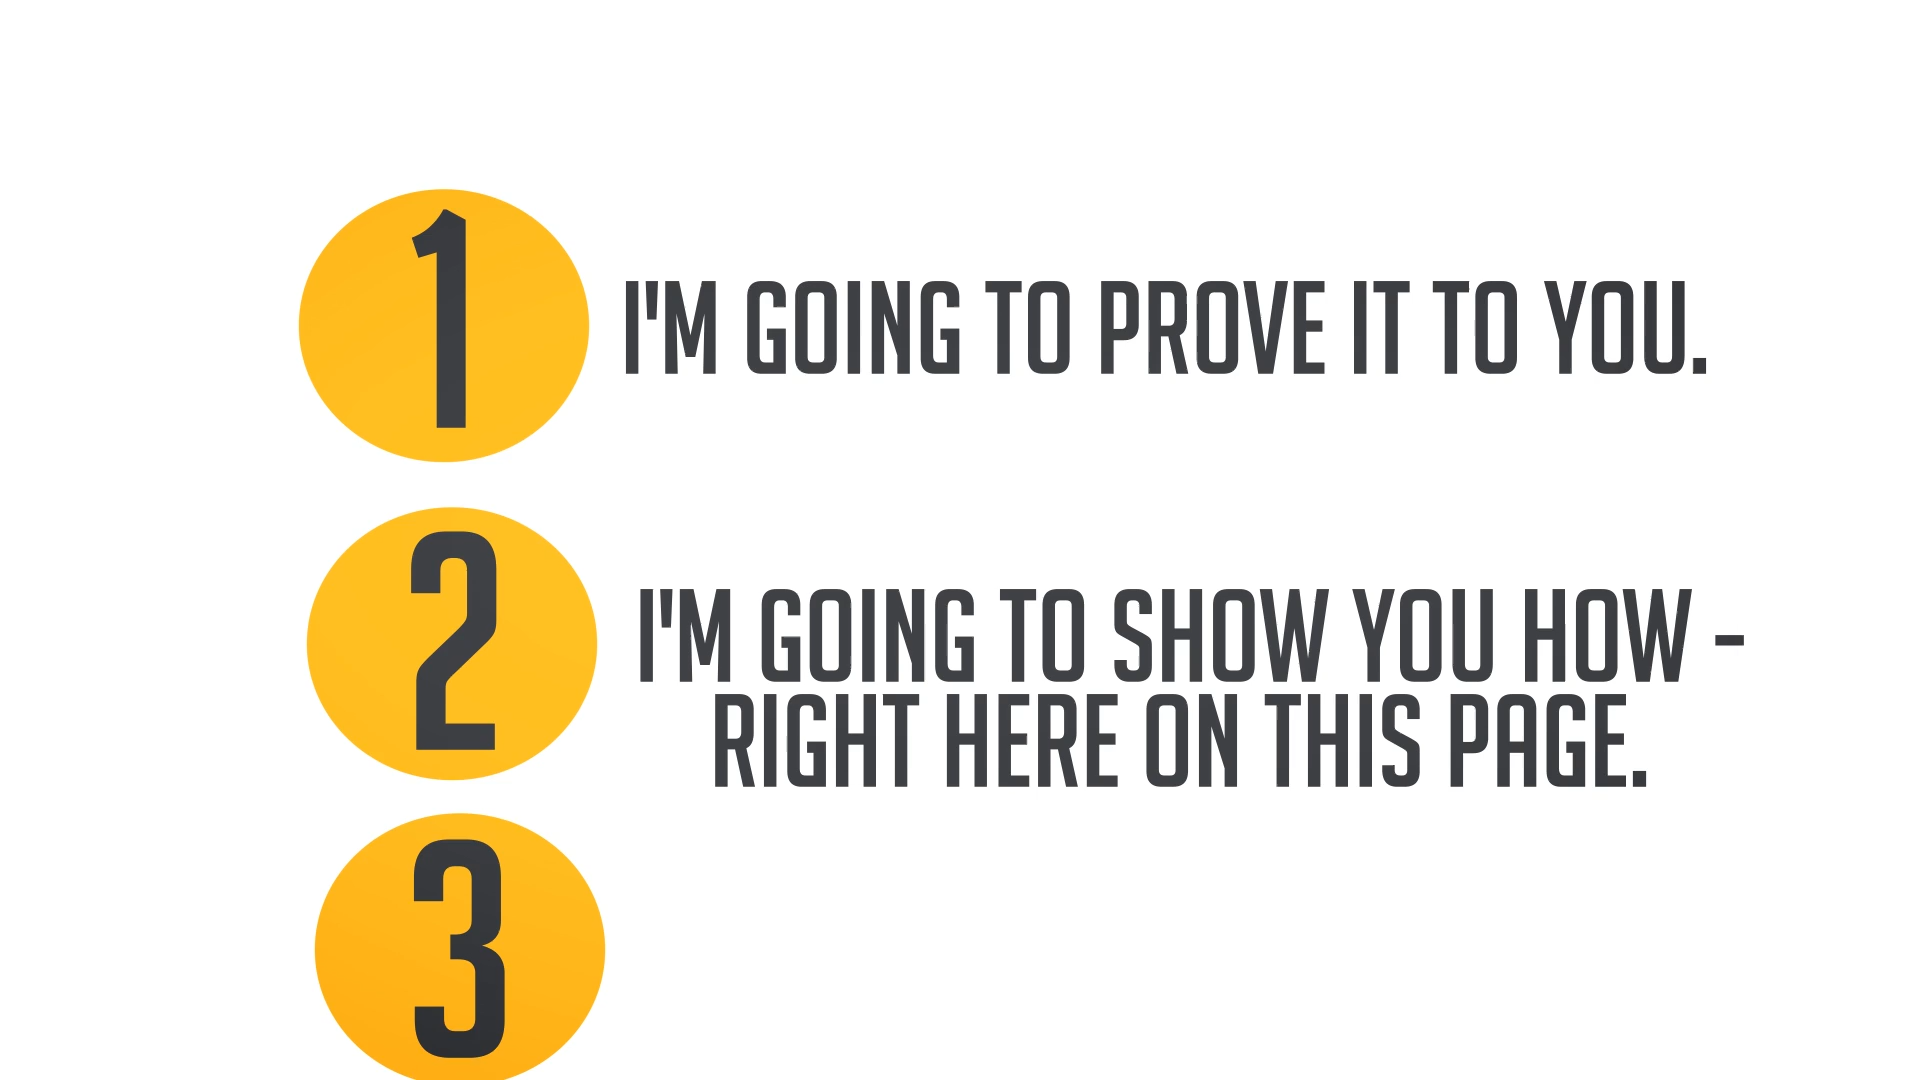 1
I'M GOING TO PROVE IT TO YOU.
2
I'M GOING TO SHOW YOU HOW -
RIGHT HERE ON THIS PAGE.
3